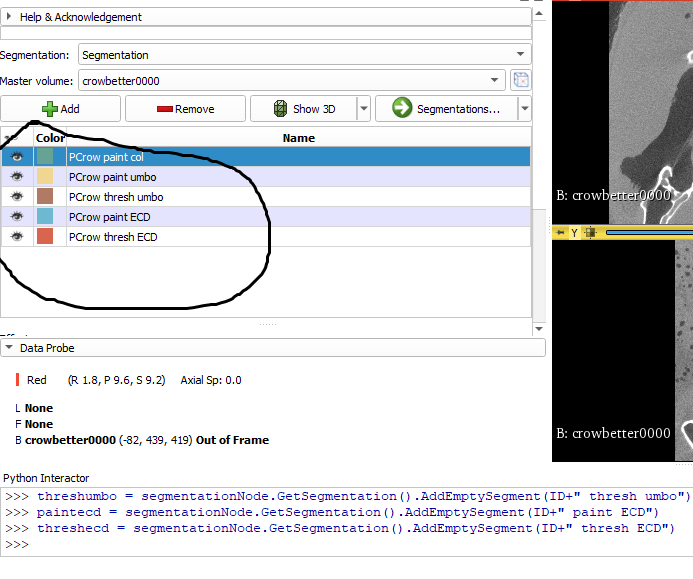 Help & Acknowledgement
Segmentation: Segmentation
Master volume: crowbetter0000
Add Remove Show 3D Segmentations...
Color Name
PCrow paint col
PCrow paint umbo
PCrow thresh umbo
PCrow paint ECD
PCrow thresh ECD
Data Probe
Red (R 1.8, P 9.6, S 9.2) Axial Sp: 0.0
L None
F None
B crowbetter0000 (-82, 439, 419) Out of Frame
Python Interactor
>>> threshumbo = segmentationNode.GetSegmentation().AddEmptySegment(ID+" thresh umbo")
>>> paintecd = segmentationNode.GetSegmentation().AddEmptySegment(ID+" paint ECD")
>>> threshecd = segmentationNode.GetSegmentation().AddEmptySegment(ID+" thresh ECD")
>>>
B: crowbetter0000
Y
B: crowbetter0000